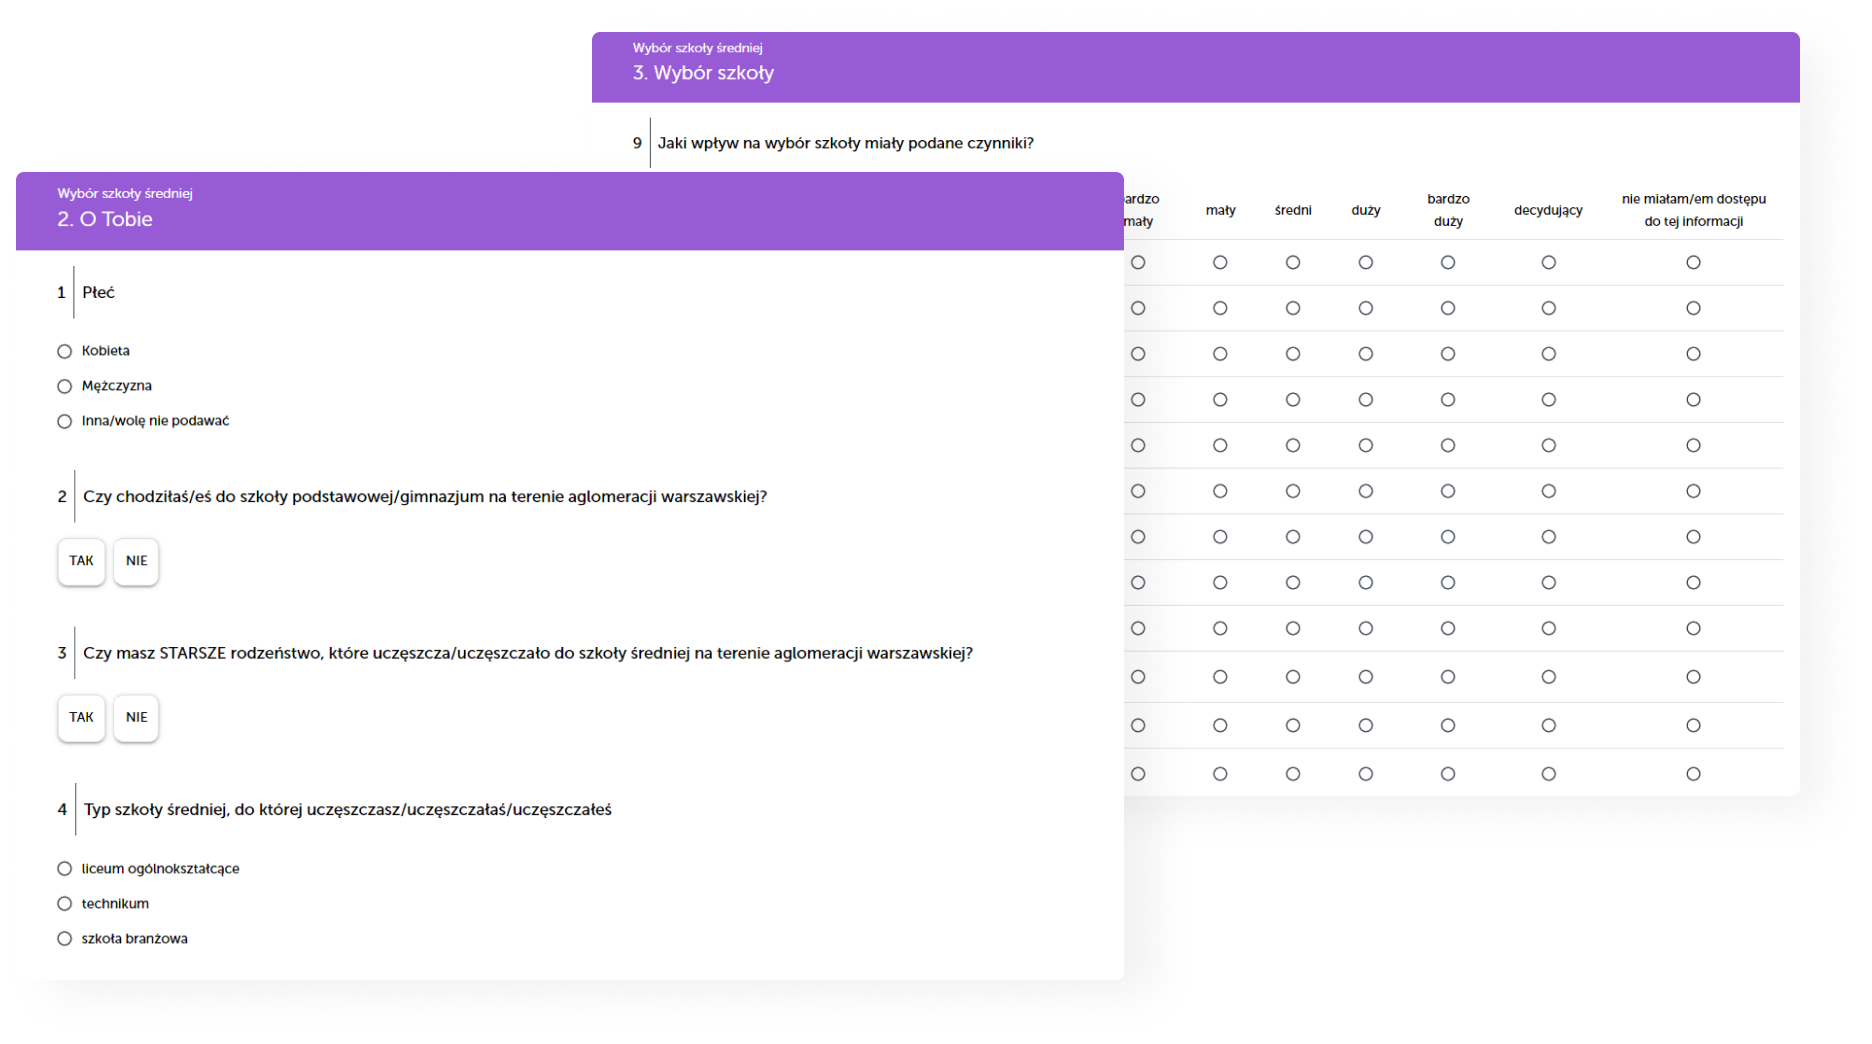 Wybór szkoły średniej
3. Wybór szkoły
9 Jaki wpływ na wybór szkoły miały podane czynniki?
mały
mały
średni
duży
bardzo
duży
decydujący
nie miałam/em dostępu
do tej informacji
Wybór szkoły średniej
2. O Tobie
1 Płeć
Kobieta
Mężczyzna
Inna/wolę nie podawać
2 Czy chodziłaś/eś do szkoły podstawowej/gimnazjum na terenie aglomeracji warszawskiej?
TAK NIE
3 Czy masz STARSZE rodzeństwo, które uczęszcza/uczęszczało do szkoły średniej na terenie aglomeracji warszawskiej?
TAK NIE
4 Typ szkoły średniej, do której uczęszczasz/uczęszczałaś/uczęszczałeś
liceum ogólnokształcące
technikum
szkoła branżowa